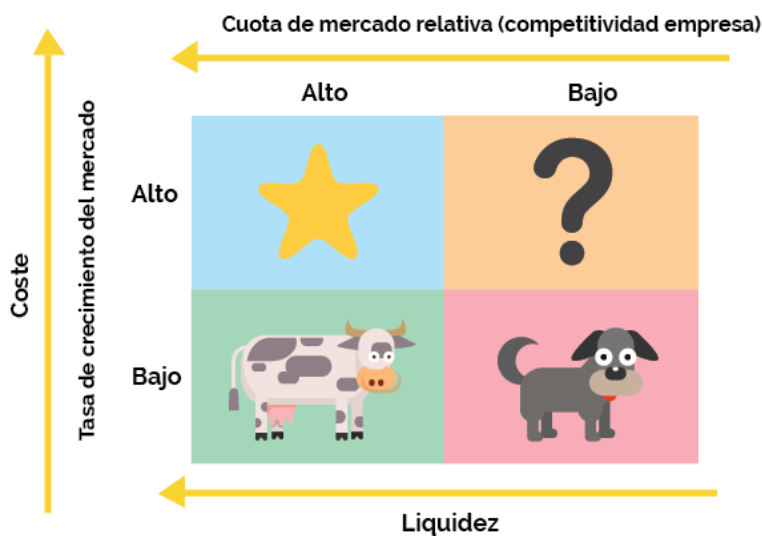 Cuota de mercado relativa (competitividad empresa)
Alto
Bajo
Coste
Tasa de crecimiento del mercado
Alto
?
Bajo
Liquidez